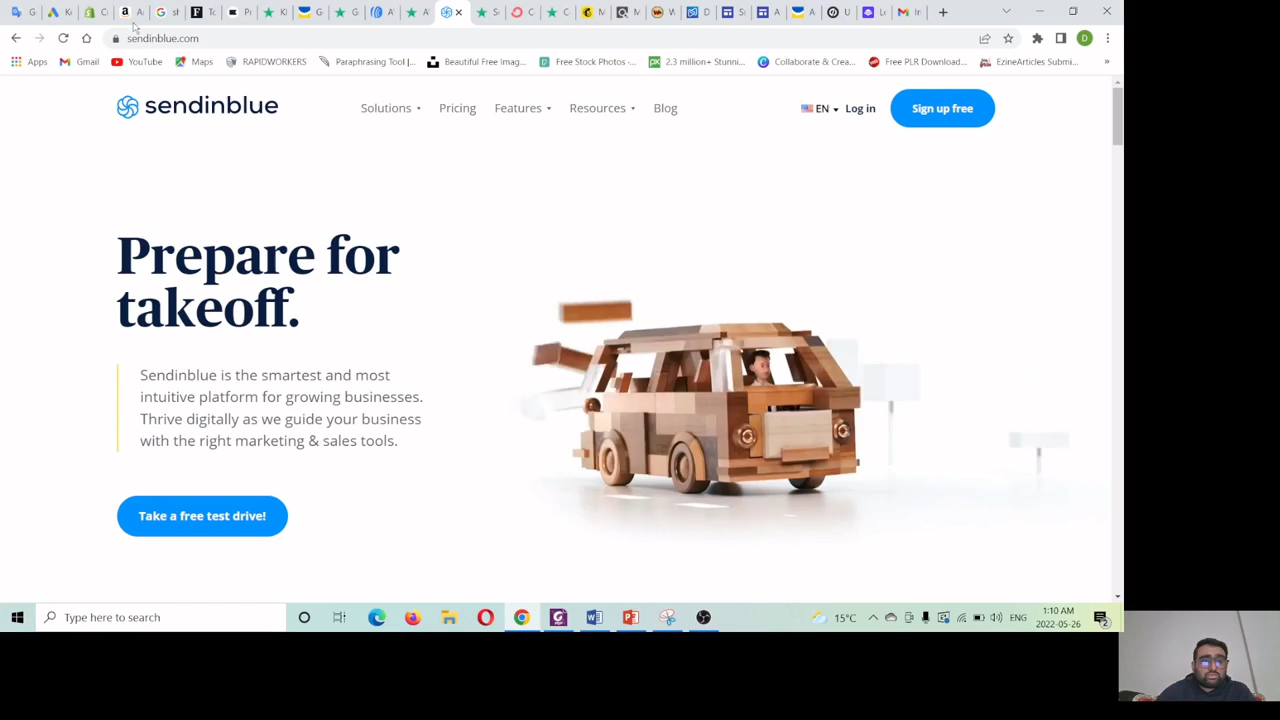 sendinblue.com
Apps Gmail YouTube Maps RAPIDWORKERS Paraphrasing Tool |... Beautiful Free Imag... Free Stock Photos ·... 2.3 million+ Stunni... Collaborate & Crea... Free PLR Download... EzineArticles Submi... »
sendinblue Solutions Pricing Features Resources Blog EN Log in Sign up free
Prepare for
takeoff.
Sendinblue is the smartest and most
intuitive platform for growing businesses.
Thrive digitally as we guide your business
with the right marketing & sales tools.
Take a free test drive!
Type here to search 15°C ENG 1:10 AM
2022-05-26
2